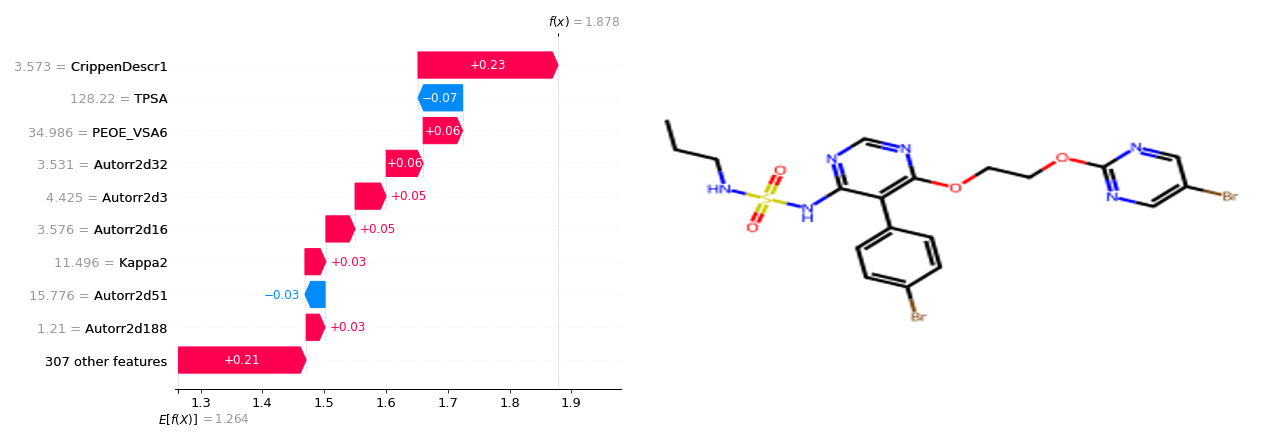 f(x) = 1.878
3.573 = CrippenDescr1
+0.23
128.22 = TPSA
−0.07
34.986 = PEOE_VSA6
+0.06
3.531 = Autorr2d32
+0.06
4.425 = Autorr2d3
+0.05
3.576 = Autorr2d16
+0.05
11.496 = Kappa2
+0.03
15.776 = Autorr2d51
−0.03
1.21 = Autorr2d188
+0.03
307 other features
+0.21
1.3 1.4 1.5 1.6 1.7 1.8 1.9
E[f(X)] = 1.264
N
N
O
N
HN
O
S
N
H
O
O
N
Br
Br